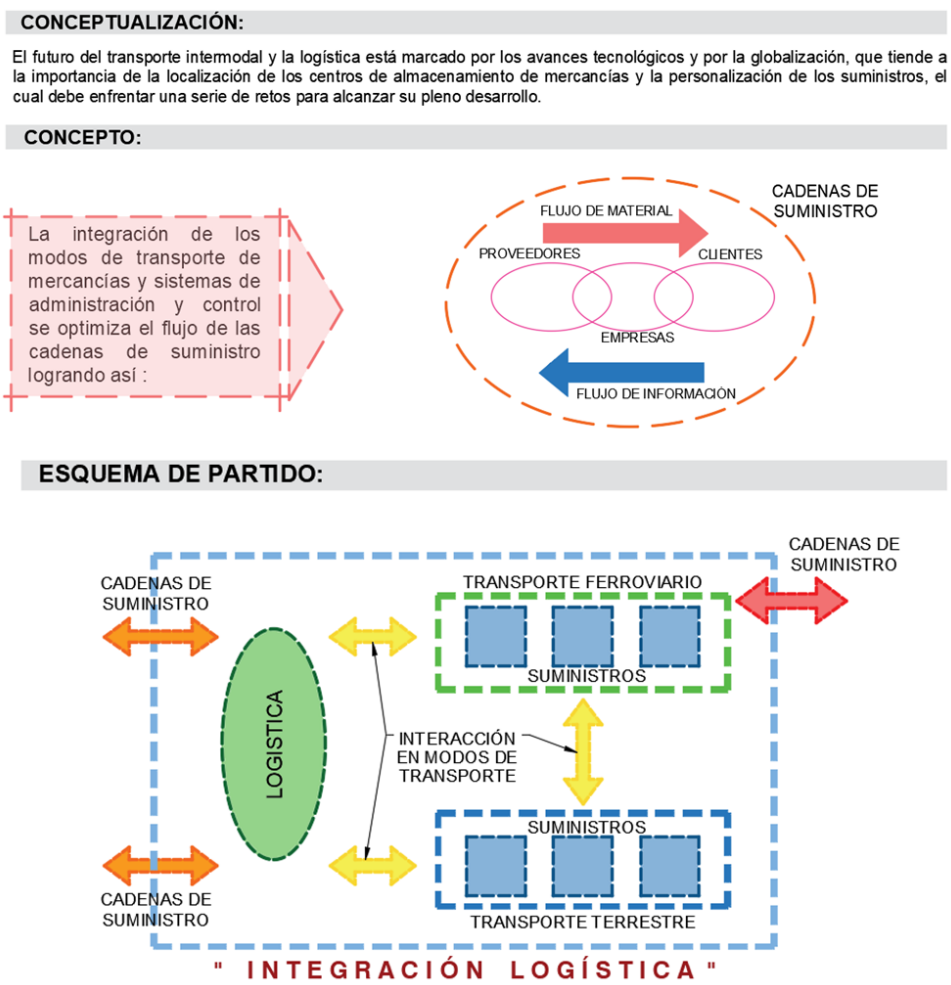 CONCEPTUALIZACIÓN:
El futuro del transporte intermodal y la logística está marcado por los avances tecnológicos y por la globalización, que tiende a
la importancia de la localización de los centros de almacenamiento de mercancías y la personalización de los suministros, el
cual debe enfrentar una serie de retos para alcanzar su pleno desarrollo.
CONCEPTO:
La integración de los
modos de transporte de
mercancías y sistemas de
administración y control
se optimiza el flujo de las
cadenas de suministro
logrando así :
CADENAS DE
SUMINISTRO
FLUJO DE MATERIAL
PROVEEDORES
CLIENTES
EMPRESAS
FLUJO DE INFORMACIÒN
ESQUEMA DE PARTIDO:
CADENAS DE
SUMINISTRO
CADENAS DE
SUMINISTRO
TRANSPORTE FERROVIARIO
SUMINISTROS
LOGISTICA
INTERACCIÓN
EN MODOS DE
TRANSPORTE
SUMINISTROS
TRANSPORTE TERRESTRE
CADENAS DE
SUMINISTRO
" INTEGRACIÓN LOGÍSTICA "